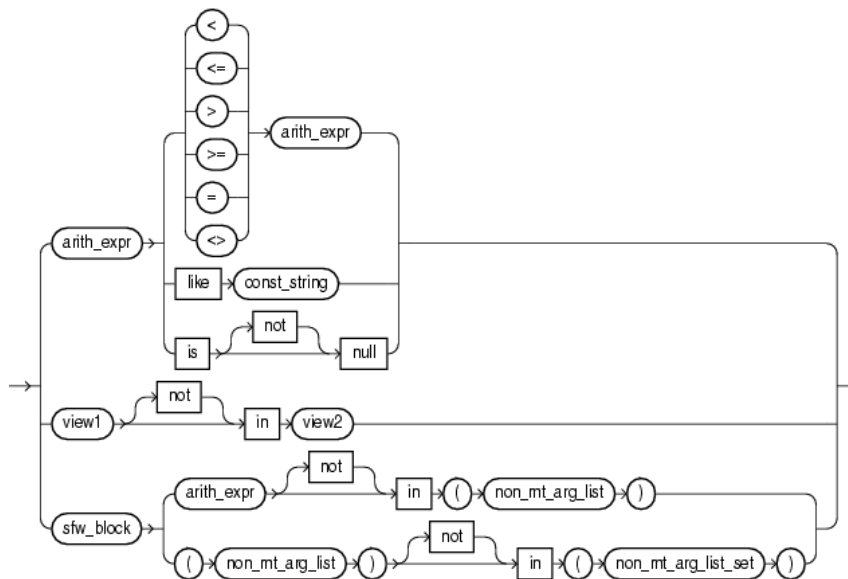 <
<=
>
arith_expr
>=
=
<>
arith_expr
like const_string
not
is null
not
view1 in view2
not
arith_expr in ( non_mt_arg_list )
sfw_block
not
( non_mt_arg_list ) in ( non_mt_arg_list_set )